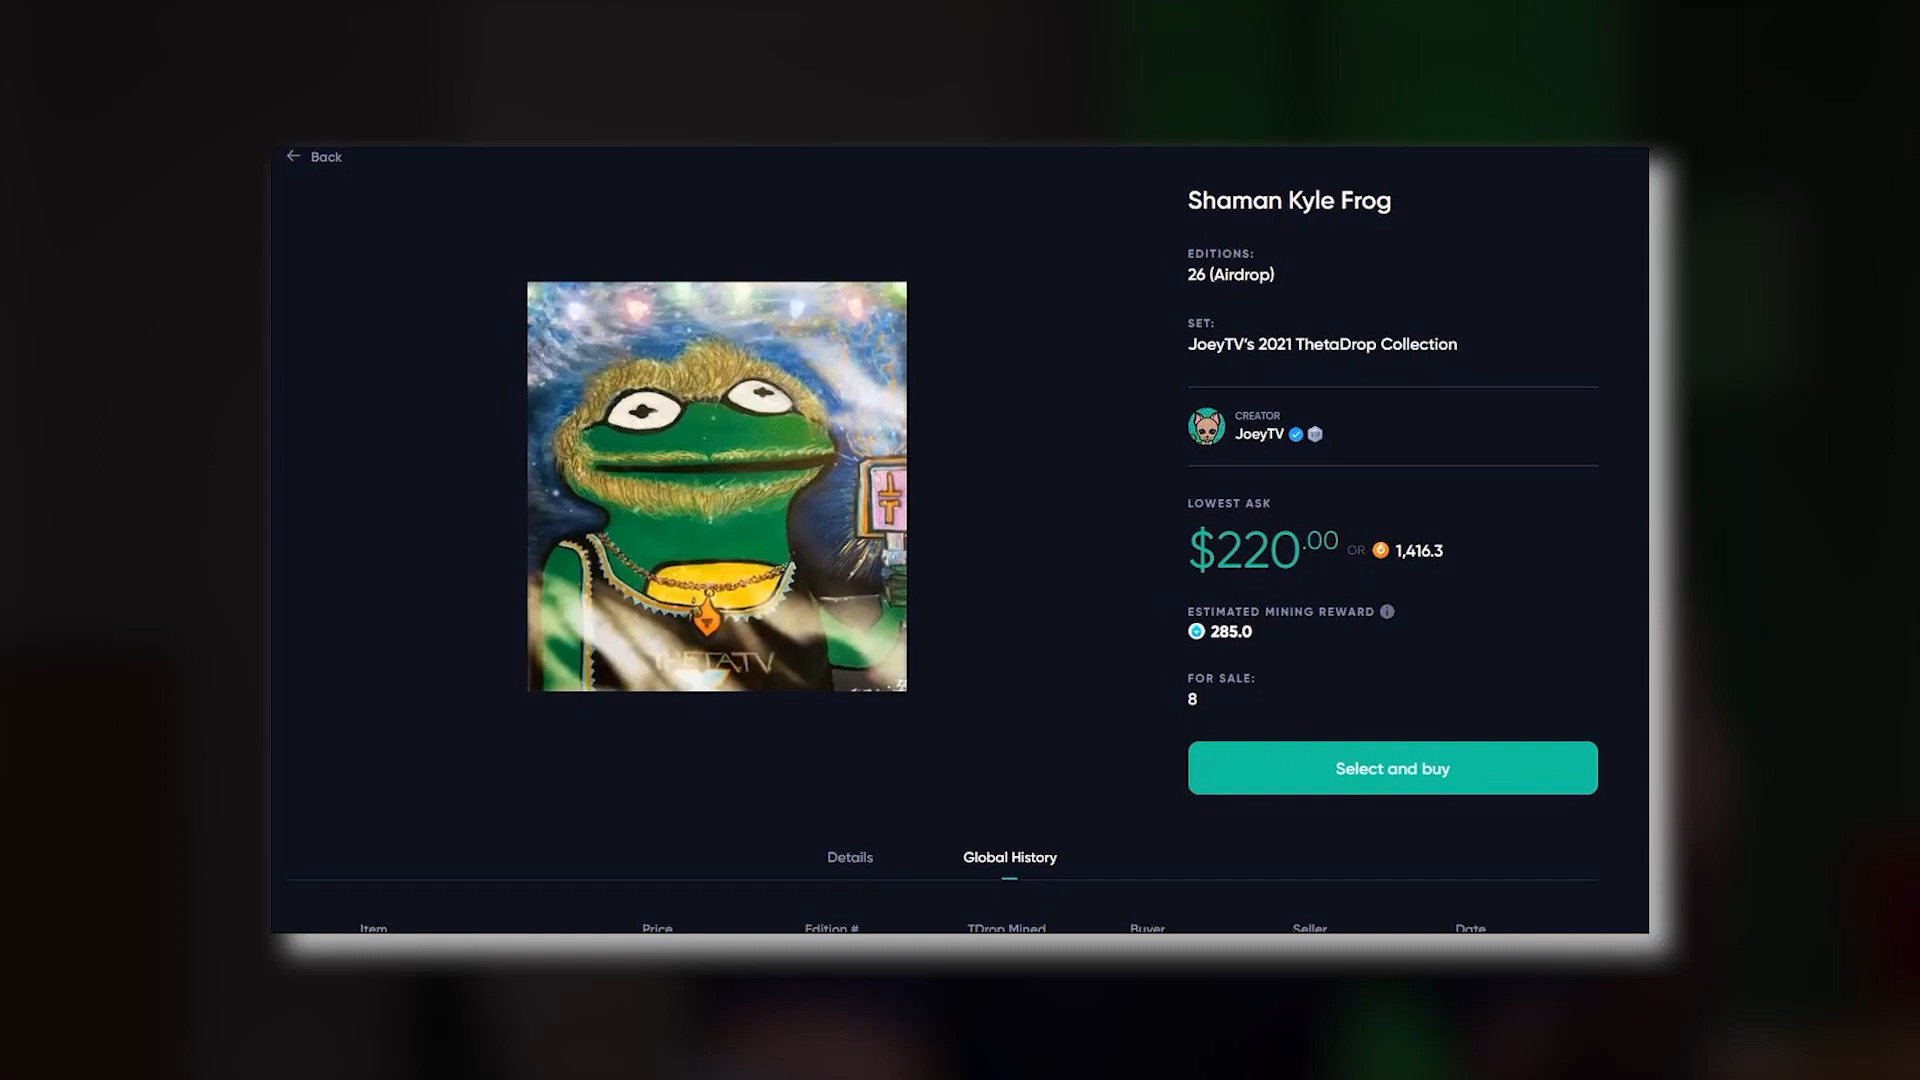 Back
Shaman Kyle Frog
EDITIONS:
26 (Airdrop)
SET:
JoeyTV's 2021 ThetaDrop Collection
CREATOR
JoeyTV
LOWEST ASK
$220.00 OR 1,416.3
ESTIMATED MINING REWARD
285.0
FOR SALE:
8
Select and buy
THETA.TV
Details Global History
Item Price Edition # TDrop Mined Buyer Seller Date